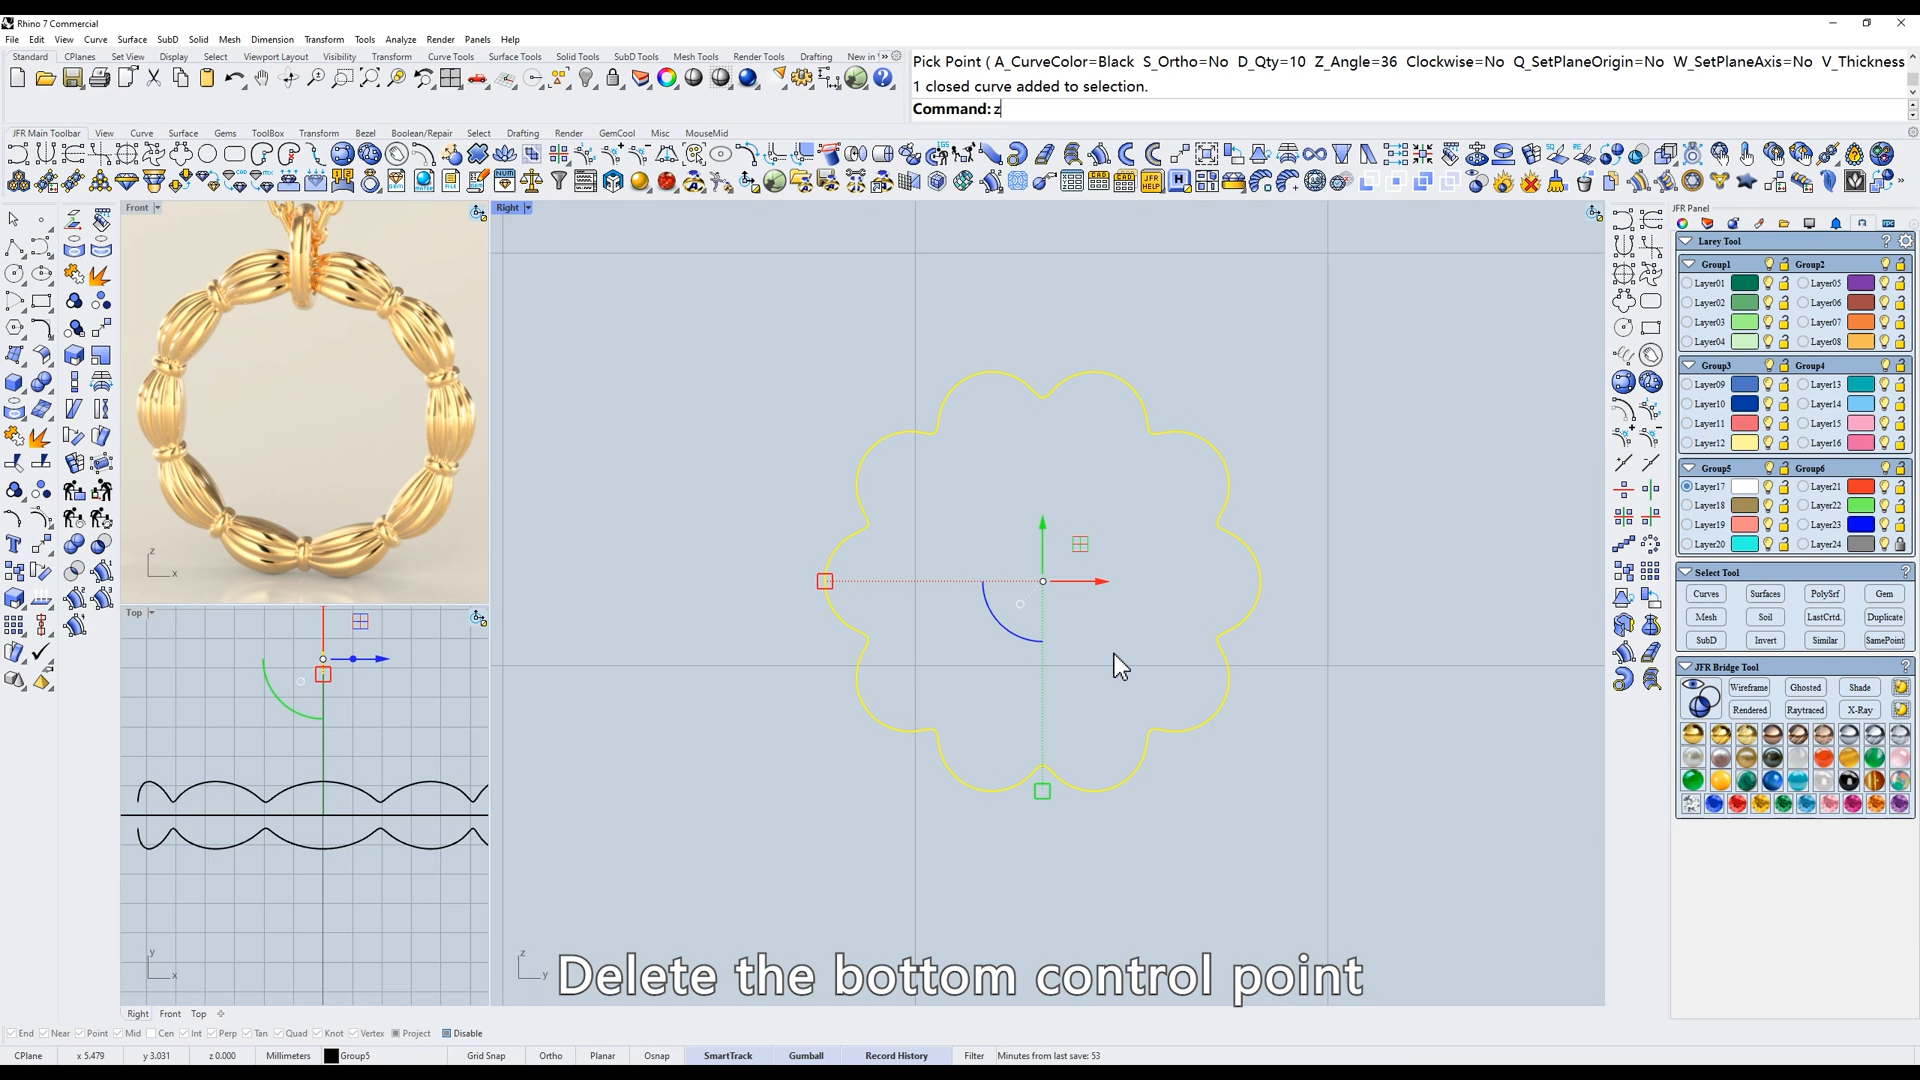 Rhino 7 Commercial
File Edit View Curve Surface SubD Solid Mesh Dimension Transform Tools Analyze Render Panels Help
Standard CPlanes Set View Display Select Viewport Layout Visibility Transform Curve Tools Surface Tools Solid Tools SubD Tools Mesh Tools Render Tools Drafting New in
Pick Point ( A_CurveColor=Black S_Ortho=No D_Qty=10 Z_Angle=36 Clockwise=No Q_SetPlaneOrigin=No W_SetPlaneAxis=No V_Thickness
1 closed curve added to selection.
Command: z
JFR Main Toolbar View Curve Surface Gems ToolBox Transform Bezel Boolean/Repair Select Drafting Render GemCool Misc MouseMid
Front
Right
Top
JFR Panel
Larey Tool
Group1 Group2
Layer01 Layer05
Layer02 Layer06
Layer03 Layer07
Layer04 Layer08
Group3 Group4
Layer09 Layer13
Layer10 Layer14
Layer11 Layer15
Layer12 Layer16
Group5 Group6
Layer17 Layer21
Layer18 Layer22
Layer19 Layer23
Layer20 Layer24
Select Tool
Curves Surfaces PolySrf Gem
Mesh Soil LastCrtd. Duplicate
SubD Invert Similar SamePoint
JFR Bridge Tool
Wireframe Ghosted Shade
Rendered Raytraced X-Ray
z
x
y
x
z
y
Delete the bottom control point
Right Front Top
End Near Point Mid Cen Int Perp Tan Quad Knot Vertex Project Disable
CPlane x 5.479 y 3.031 z 0.000 Millimeters Group5 Grid Snap Ortho Planar Osnap SmartTrack Gumball Record History Filter Minutes from last save: 53